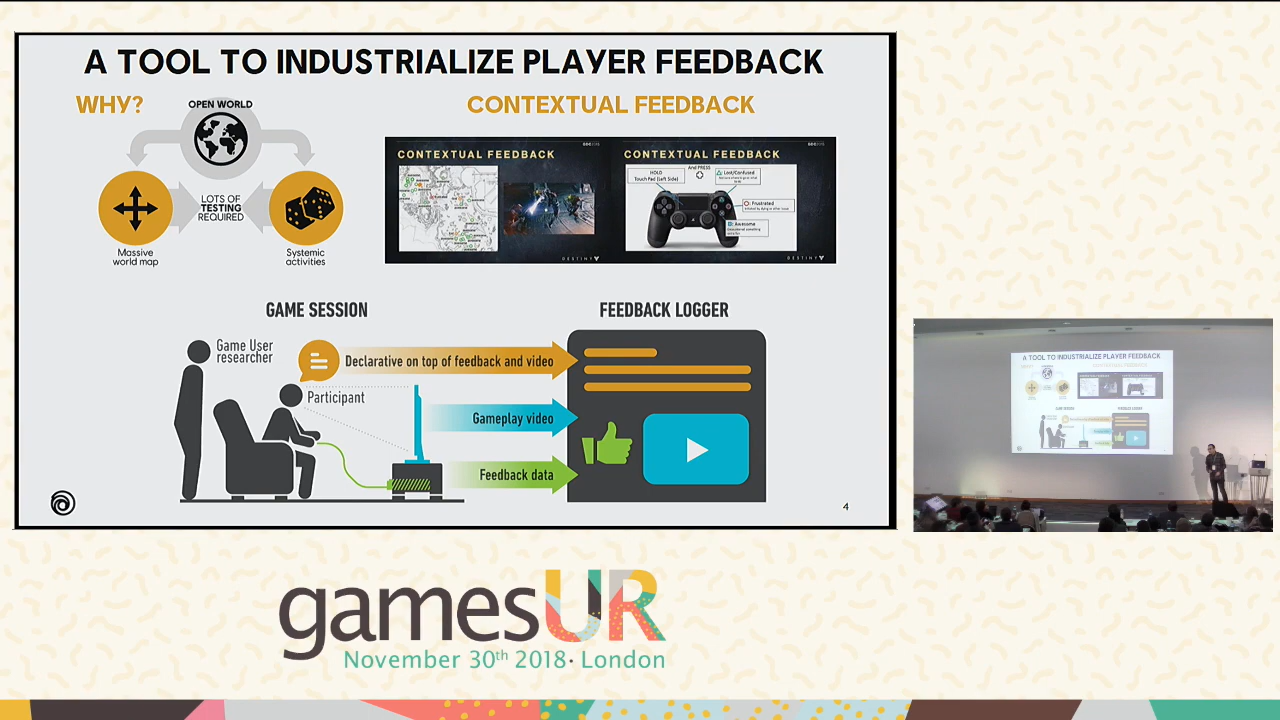 A TOOL TO INDUSTRIALIZE PLAYER FEEDBACK
WHY?
OPEN WORLD
LOTS OF
TESTING
REQUIRED
Massive
world map
Systemic
activities
CONTEXTUAL FEEDBACK
CONTEXTUAL FEEDBACK
DESTINY
CONTEXTUAL FEEDBACK
And PRESS
HOLD
Touch Pad (Left Side)
Lost/Confused
: Frustrated
: Awesome
DESTINY
GAME SESSION
Game User
researcher
Participant
Declarative on top of feedback and video
Gameplay video
Feedback data
FEEDBACK LOGGER
4
A TOOL TO INDUSTRIALIZE PLAYER FEEDBACK
gamesUR
November 30th 2018· London